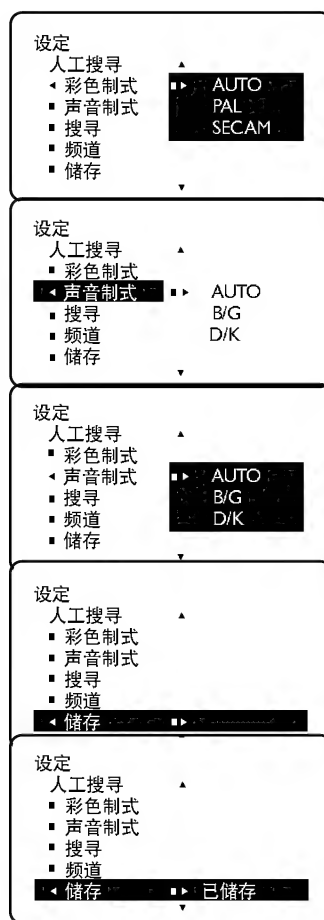 设定
人工搜寻
彩色制式 AUTO
声音制式 PAL
搜寻 SECAM
频道
储存
设定
人工搜寻
彩色制式
声音制式 AUTO
搜寻 B/G
频道 D/K
储存
设定
人工搜寻
彩色制式
声音制式 AUTO
搜寻 B/G
频道 D/K
储存
设定
人工搜寻
彩色制式
声音制式
搜寻
频道
储存
设定
人工搜寻
彩色制式
声音制式
搜寻
频道
储存 已储存